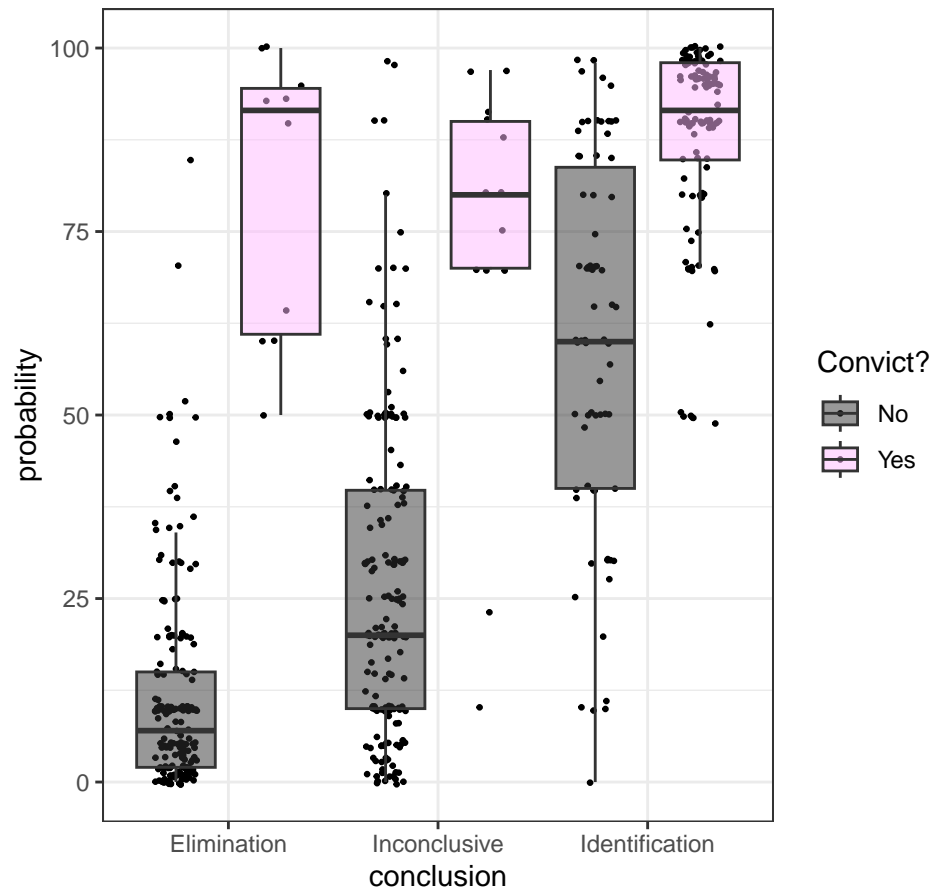 100
75
50
25
0
probability
Elimination
Inconclusive
Identification
conclusion
Convict?
No
Yes